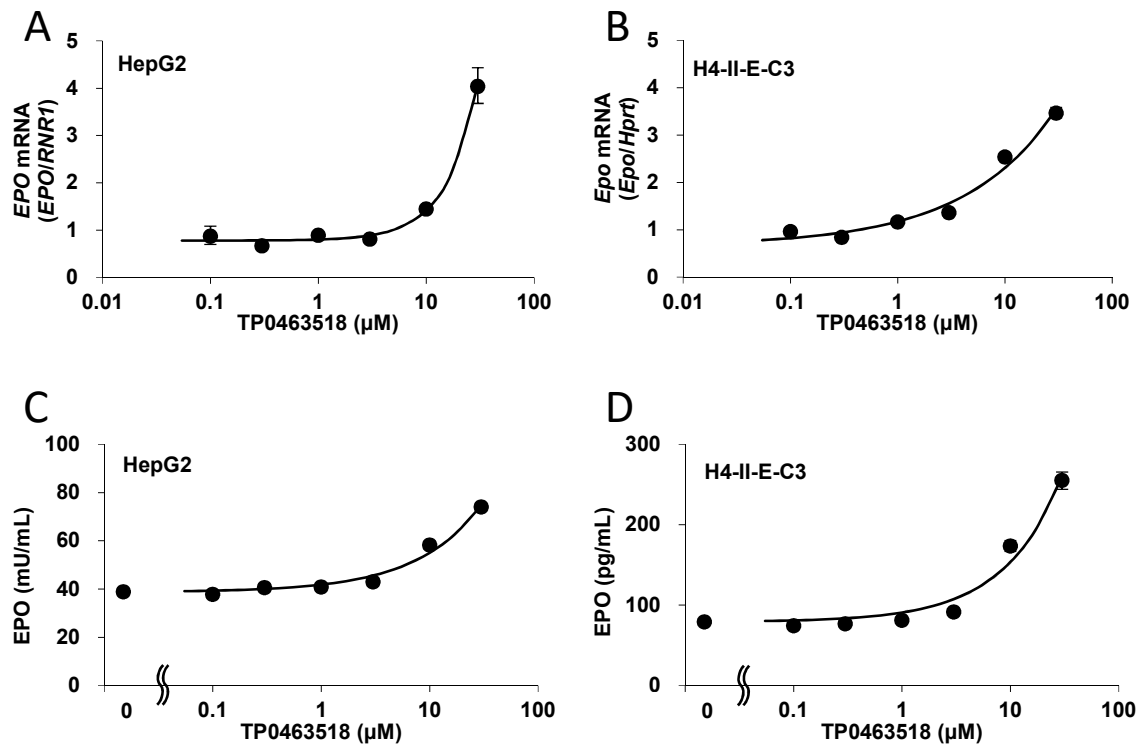 A
HepG2
EPO mRNA
(EPO/RNR1)
5
4
3
2
1
0
0.01 0.1 1 10 100
TP0463518 (µM)
B
H4-II-E-C3
Epo mRNA
(Epo/Hprt)
5
4
3
2
1
0
0.01 0.1 1 10 100
TP0463518 (µM)
C
HepG2
EPO (mU/mL)
100
80
60
40
20
0
0 0.1 1 10 100
TP0463518 (µM)
D
H4-II-E-C3
EPO (pg/mL)
300
200
100
0
0 0.1 1 10 100
TP0463518 (µM)